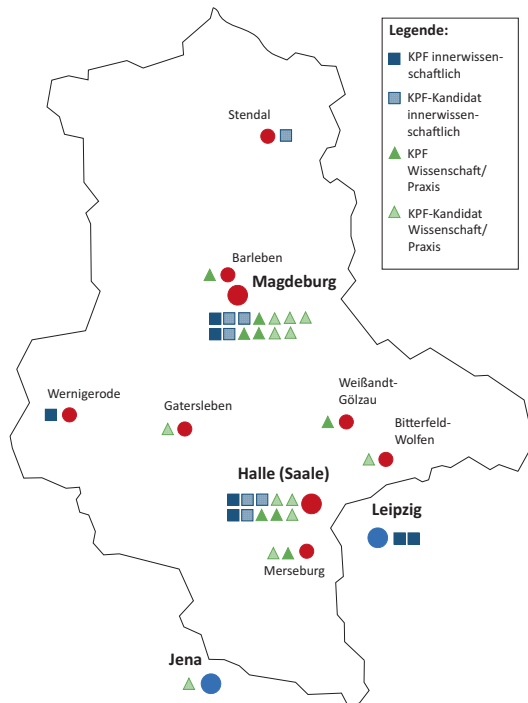 Legende:
KPF innerwissen-
schaftlich
KPF-Kandidat
innerwissen-
schaftlich
KPF
Wissenschaft/
Praxis
KPF-Kandidat
Wissenschaft/
Praxis
Stendal
Barleben
Magdeburg
Wernigerode
Gatersleben
Weißandt-
Gölzau
Bitterfeld-
Wolfen
Halle (Saale)
Leipzig
Merseburg
Jena